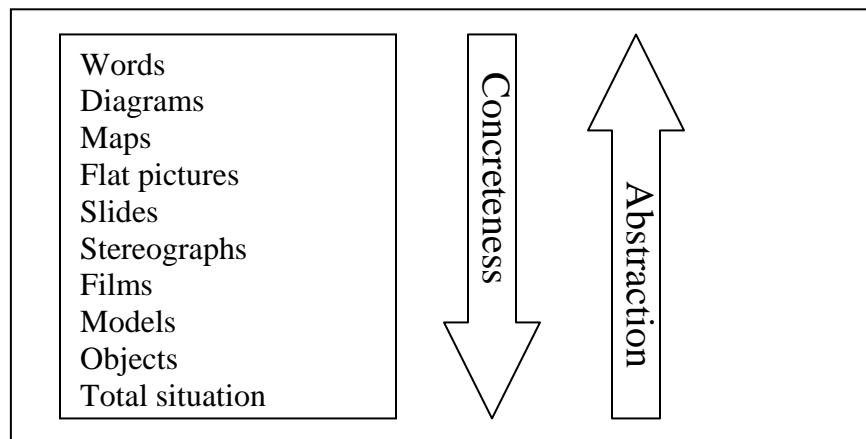 Words
Diagrams
Maps
Flat pictures
Slides
Stereographs
Films
Models
Objects
Total situation
Concreteness
Abstraction